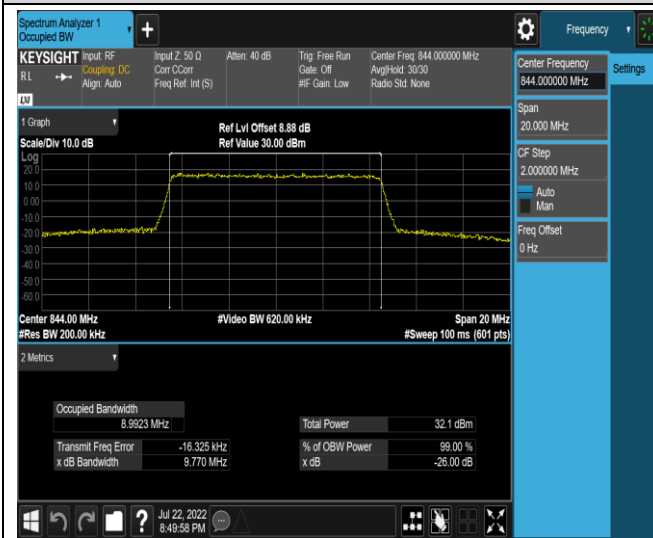 Spectrum Analyzer 1
Occupied BW
Frequency
KEYSIGHT
RL
LXI
Input: RF
Coupling: DC
Align: Auto
Input Z: 50 Ω
Corr CCorr
Freq Ref: Int (S)
Atten: 40 dB
Trig: Free Run
Gate: Off
#IF Gain: Low
Center Freq: 844.000000 MHz
Avg|Hold: 30/30
Radio Std: None
Center Frequency
844.000000 MHz
Settings
Span
20.000 MHz
CF Step
2.000000 MHz
Auto
Man
Freq Offset
0 Hz
1 Graph
Scale/Div 10.0 dB
Ref Lvl Offset 8.88 dB
Ref Value 30.00 dBm
Log
20.0
10.0
0.00
-10.0
-20.0
-30.0
-40.0
-50.0
-60.0
Center 844.00 MHz
#Video BW 620.00 kHz
Span 20 MHz
#Res BW 200.00 kHz
#Sweep 100 ms (601 pts)
2 Metrics
Occupied Bandwidth
8.9923 MHz
Total Power 32.1 dBm
Transmit Freq Error -16.325 kHz
% of OBW Power 99.00 %
x dB Bandwidth 9.770 MHz
x dB -26.00 dB
Jul 22, 2022
8:49:58 PM